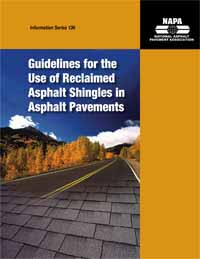 Information Series 136
NAPA
NATIONAL ASPHALT
PAVEMENT ASSOCIATION
Guidelines for the
Use of Reclaimed
Asphalt Shingles in
Asphalt Pavements